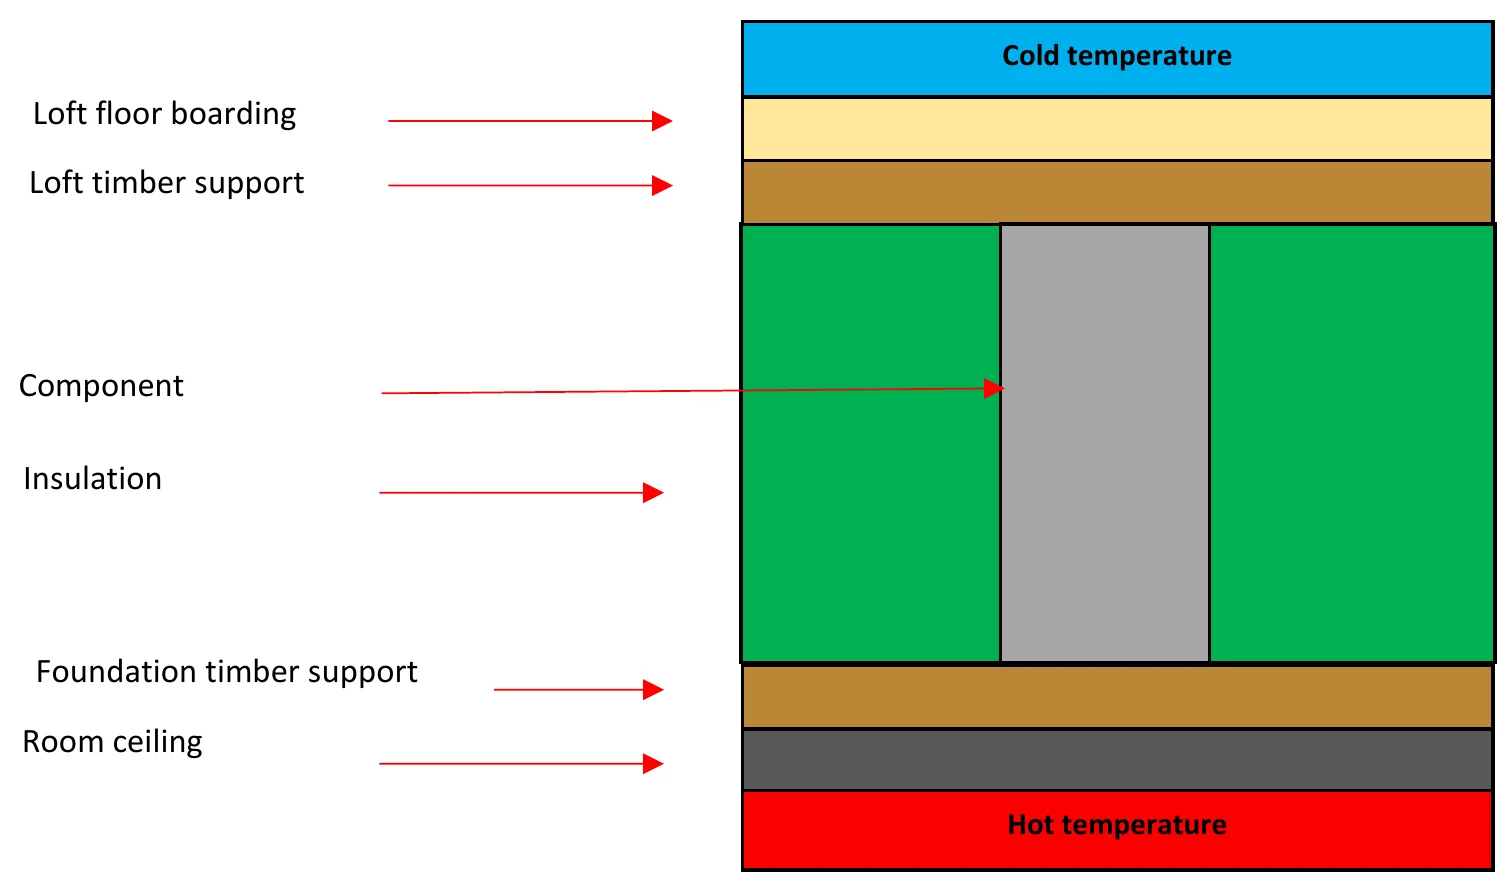 Cold temperature
Loft floor boarding
Loft timber support
Component
Insulation
Foundation timber support
Room ceiling
Hot temperature